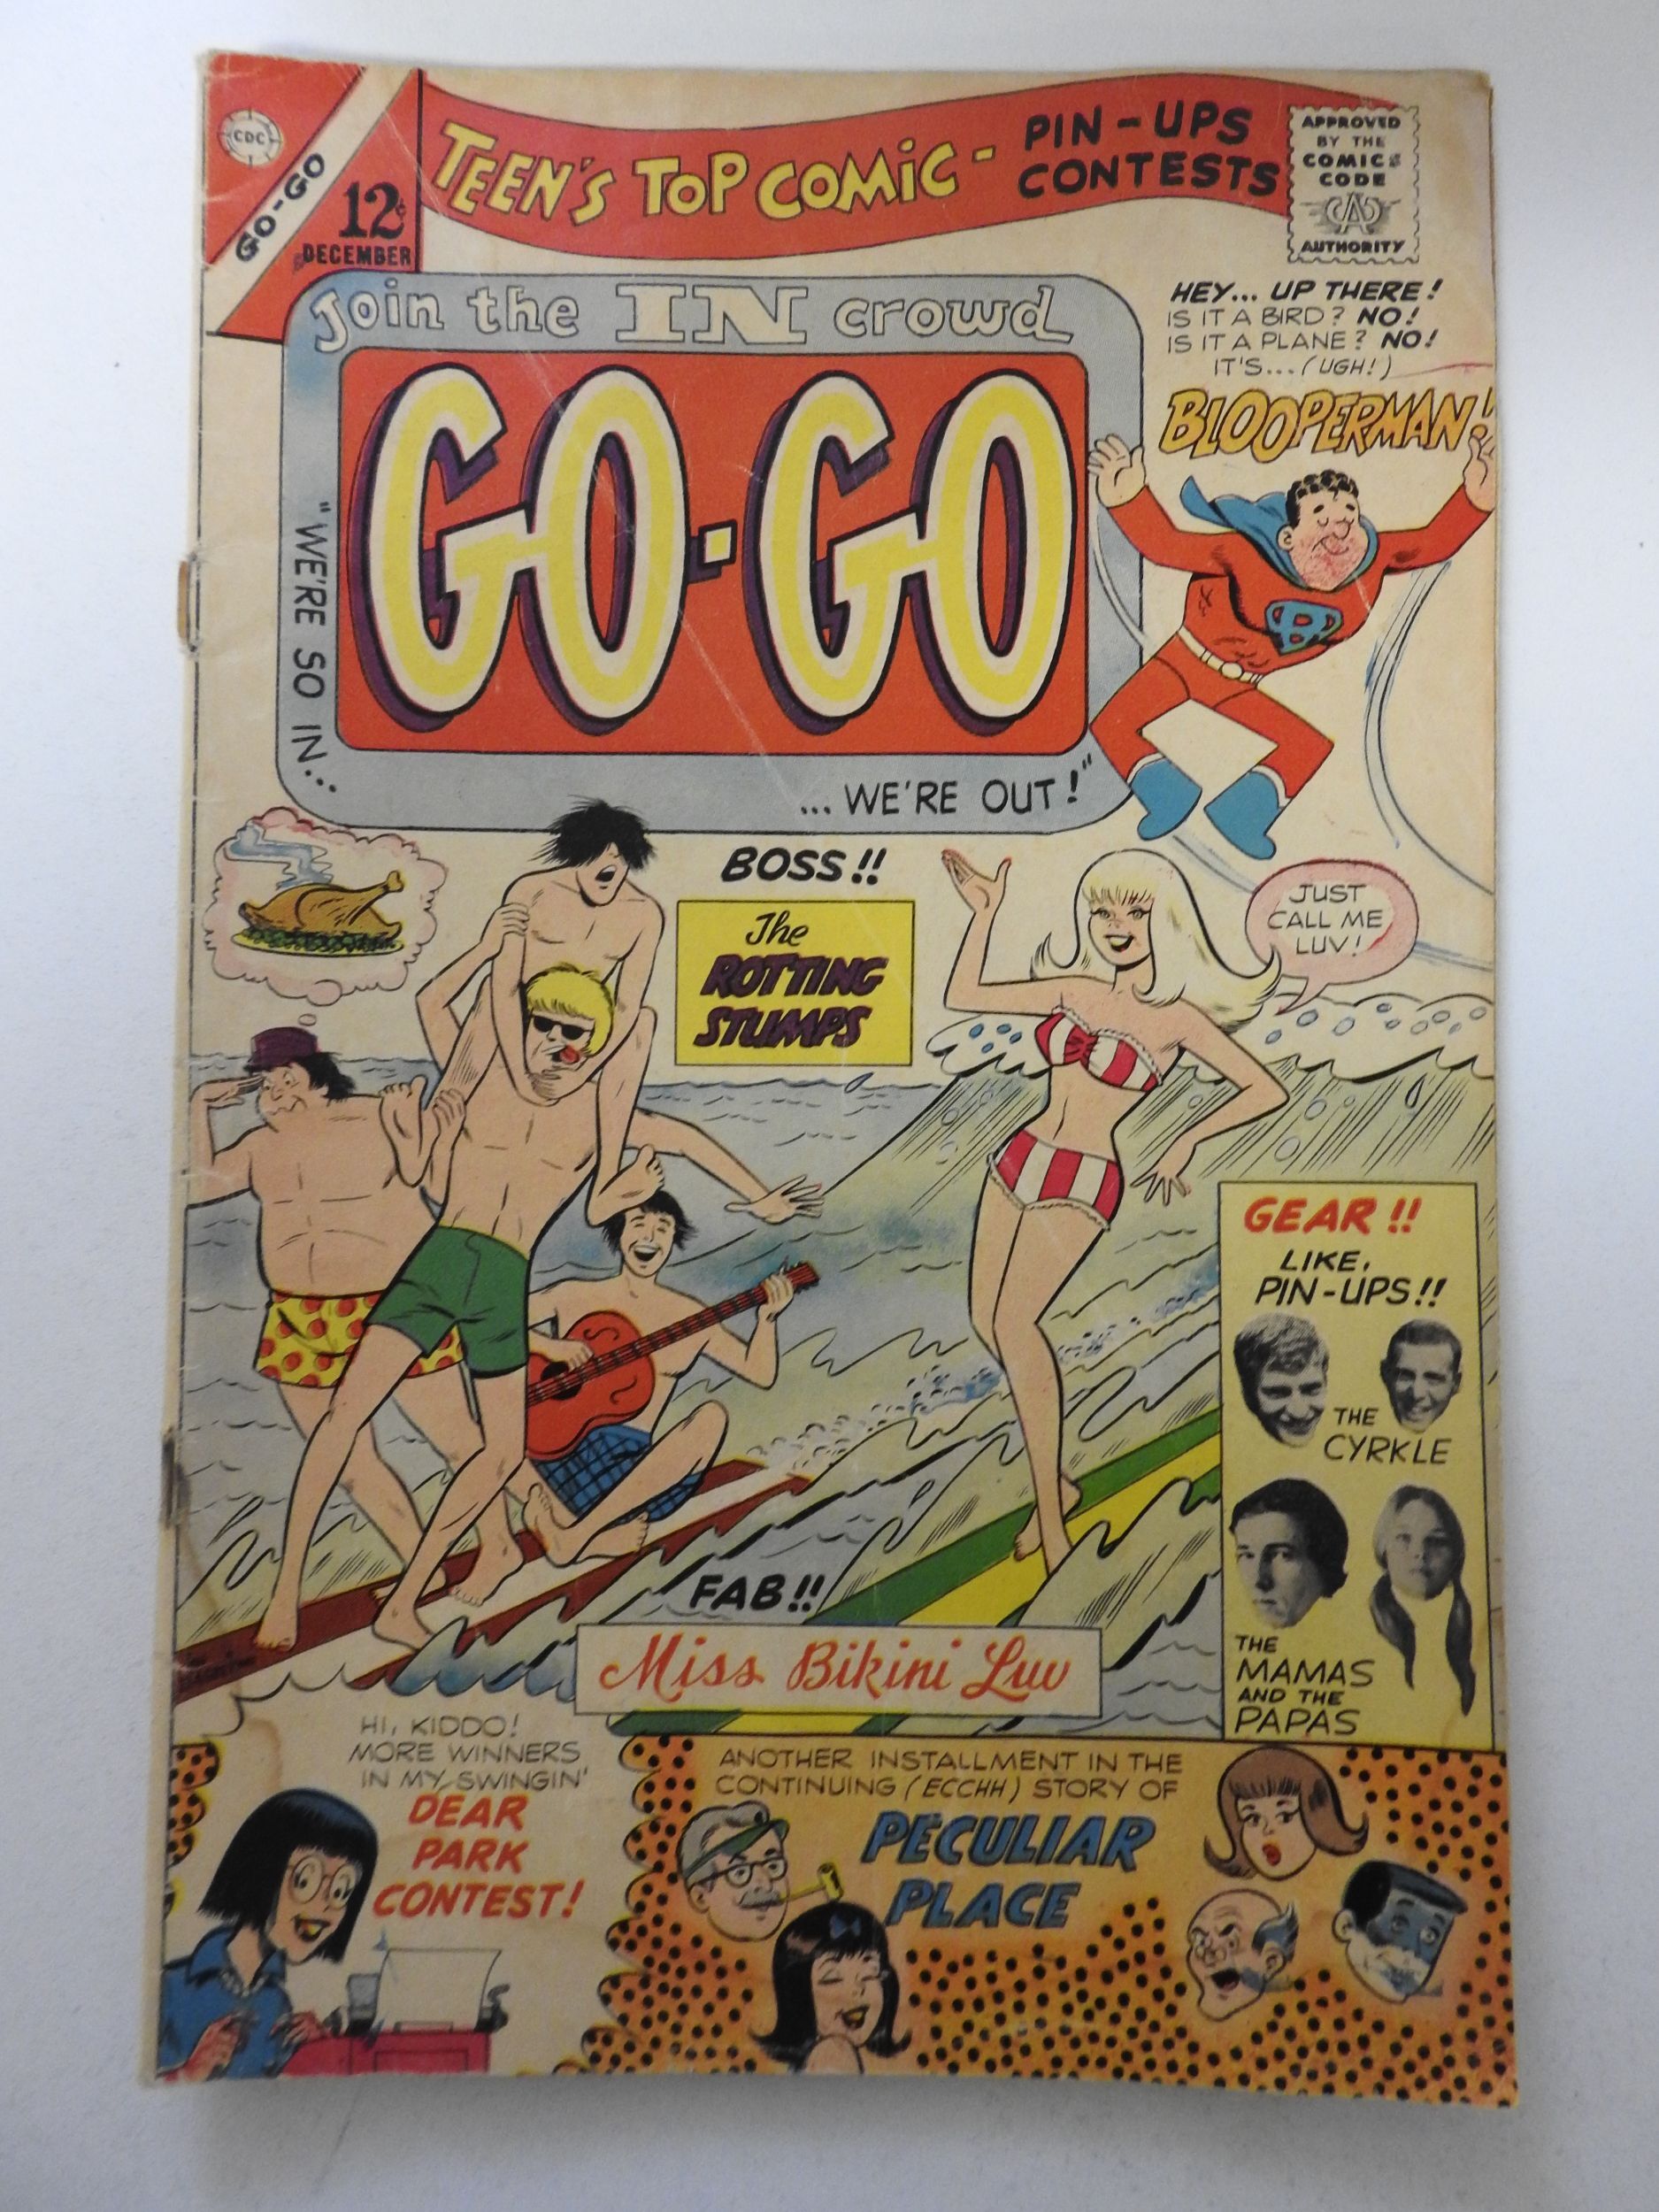 CDC
GO-GO
12¢
DECEMBER
TEEN'S TOP COMIC -
PIN-UPS
CONTESTS
APPROVED
BY THE
COMICS
CODE
CA
AUTHORITY
Join the IN crowd
GO-GO
"WE'RE SO IN...
...WE'RE OUT!"
HEY... UP THERE!
IS IT A BIRD? NO!
IS IT A PLANE? NO!
IT'S...(UGH!)
BLOOPERMAN!
B
BOSS!!
The
ROTTING
STUMPS
JUST
CALL ME
LUV!
GEAR!!
LIKE,
PIN-UPS!!
THE
CYRKLE
THE
MAMAS
AND THE
PAPAS
FAB!!
Miss Bikini Luv
HI, KIDDO!
MORE WINNERS
IN MY SWINGIN'
DEAR
PARK
CONTEST!
ANOTHER INSTALLMENT IN THE
CONTINUING (ECCHH) STORY OF
PECULIAR
PLACE